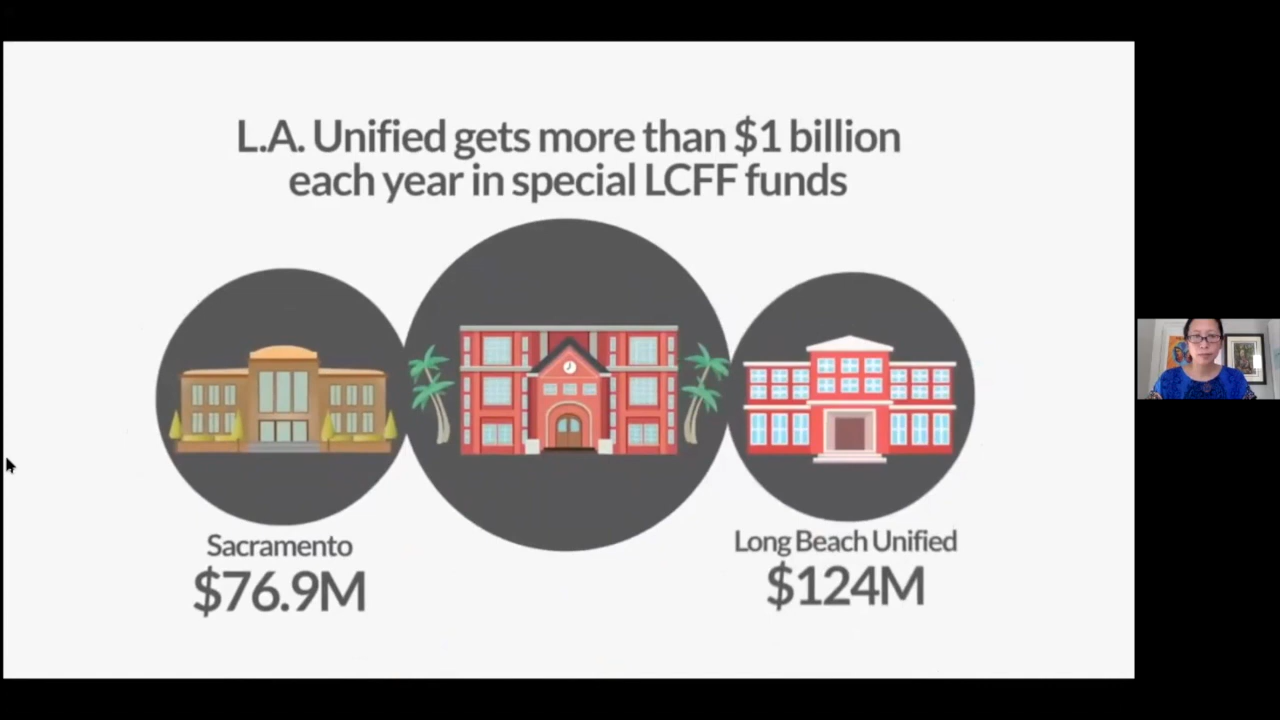 L.A. Unified gets more than $1 billion
each year in special LCFF funds
Sacramento
$76.9M
Long Beach Unified
$124M